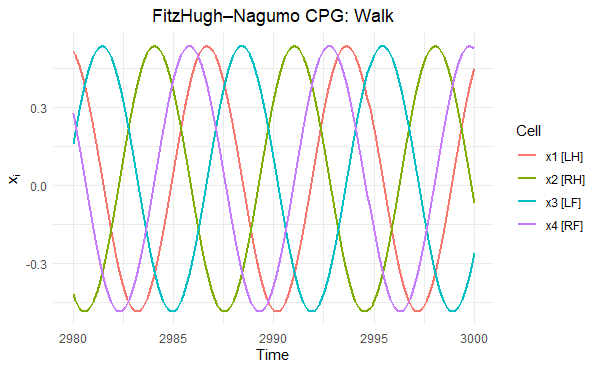 FitzHugh–Nagumo CPG: Walk
xi
0.3
0.0
-0.3
2980
2985
2990
2995
3000
Time
Cell
x1 [LH]
x2 [RH]
x3 [LF]
x4 [RF]